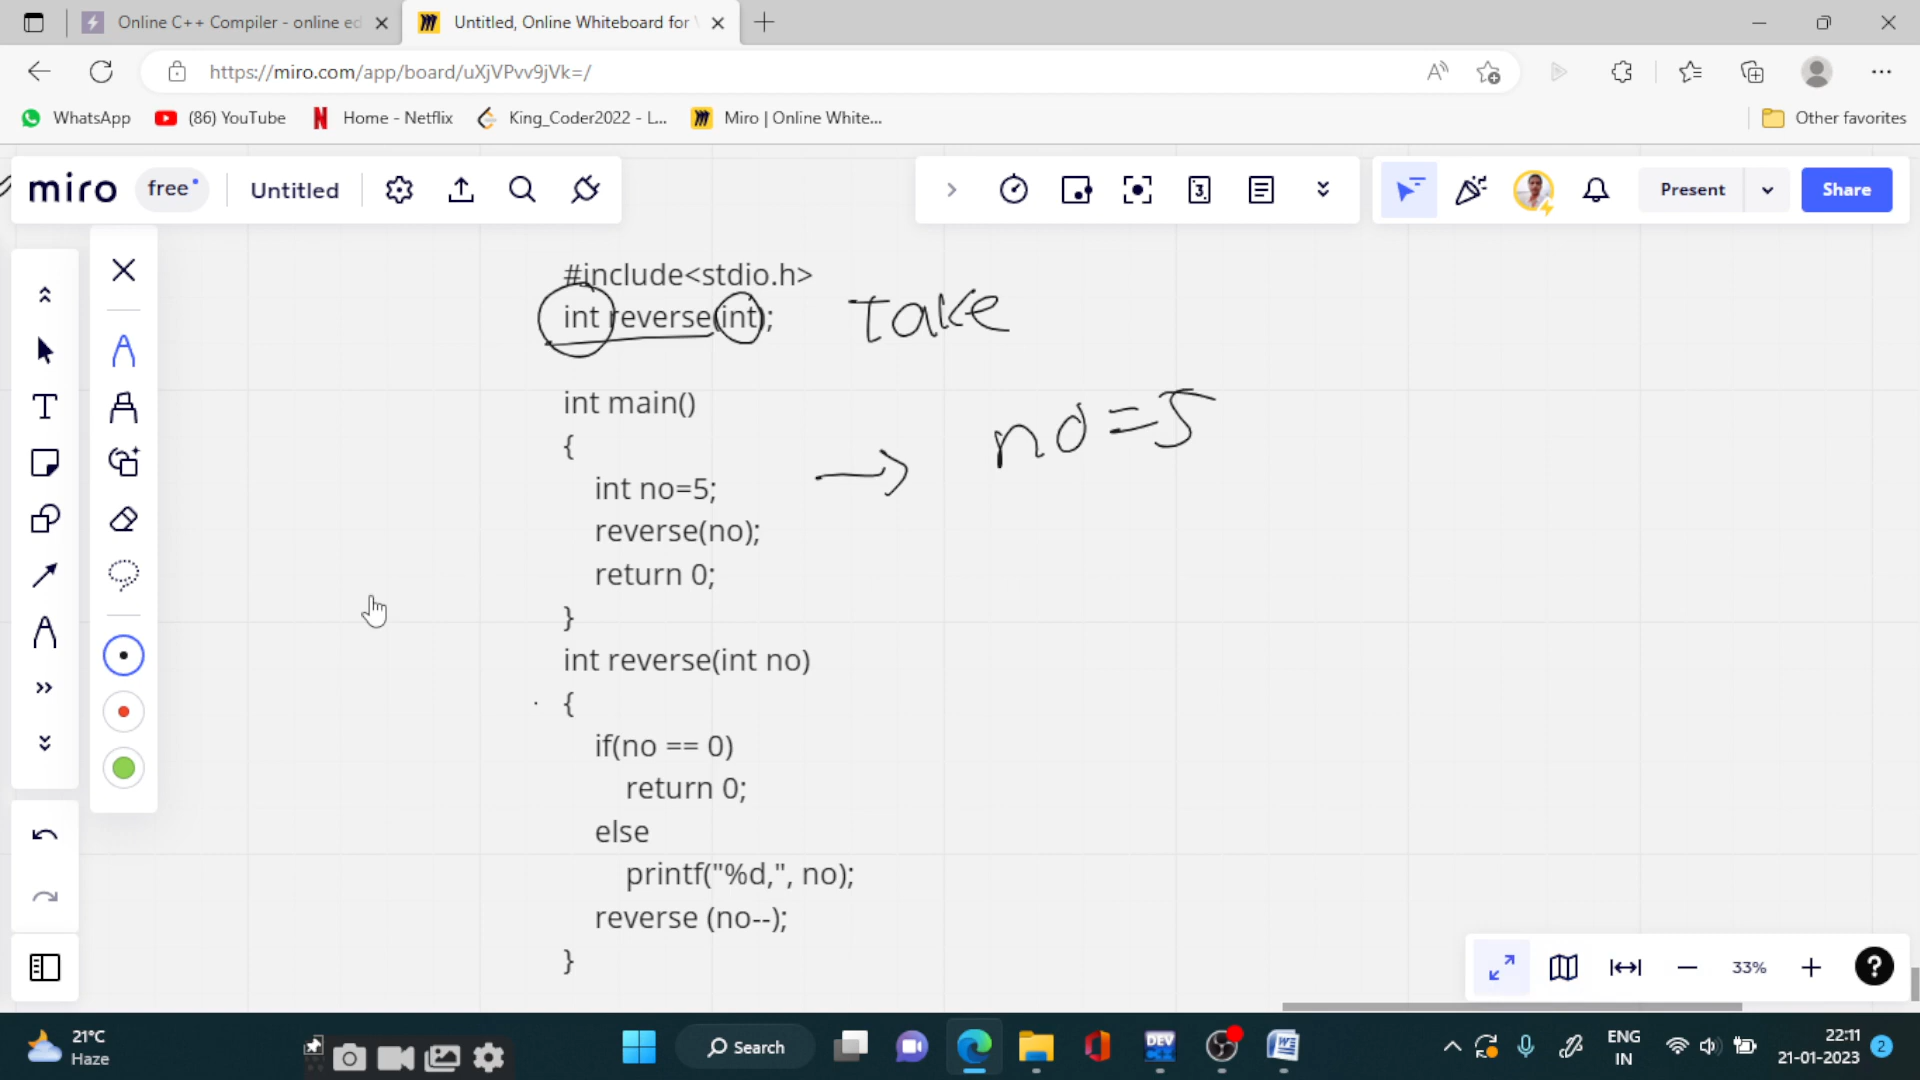 Online C++ Compiler - online ed
Untitled, Online Whiteboard for
https://miro.com/app/board/uXjVPvv9jVk=/
WhatsApp
(86) YouTube
Home - Netflix
King_Coder2022 - L...
Miro | Online White...
Other favorites
miro
free
Untitled
3
Present
Share
#include<stdio.h>
int reverse(int);
Take
int main()
{
no=5
int no=5;
reverse(no);
return 0;
}
int reverse(int no)
{
if(no == 0)
return 0;
else
printf("%d,", no);
reverse (no--);
}
33%
?
21°C
Haze
Search
DEV
ENG
IN
22:11
21-01-2023
2